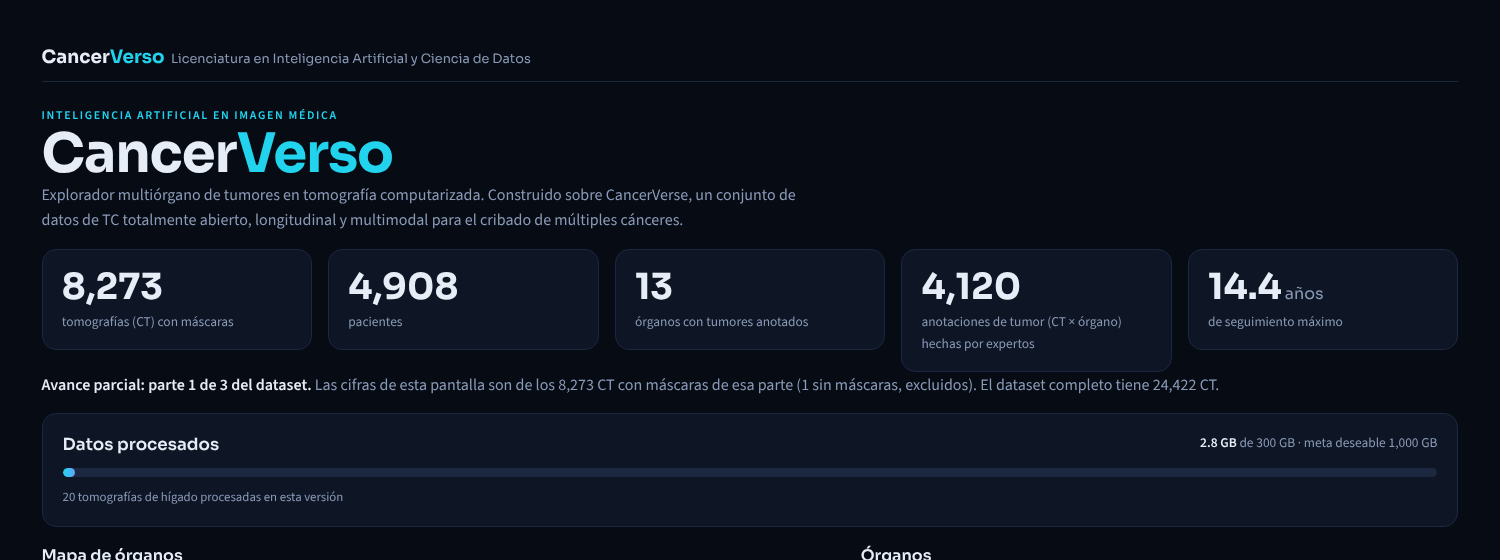 CancerVerso Licenciatura en Inteligencia Artificial y Ciencia de Datos
INTELIGENCIA ARTIFICIAL EN IMAGEN MÉDICA
CancerVerso
Explorador multiórgano de tumores en tomografía computarizada. Construido sobre CancerVerse, un conjunto de
datos de TC totalmente abierto, longitudinal y multimodal para el cribado de múltiples cánceres.
8,273
tomografías (CT) con máscaras
4,908
pacientes
13
órganos con tumores anotados
4,120
anotaciones de tumor (CT × órgano)
hechas por expertos
14.4 años
de seguimiento máximo
Avance parcial: parte 1 de 3 del dataset. Las cifras de esta pantalla son de los 8,273 CT con máscaras de esa parte (1 sin máscaras, excluidos). El dataset completo tiene 24,422 CT.
Datos procesados
2.8 GB de 300 GB · meta deseable 1,000 GB
20 tomografías de hígado procesadas en esta versión
Mapa de órganos
Órganos